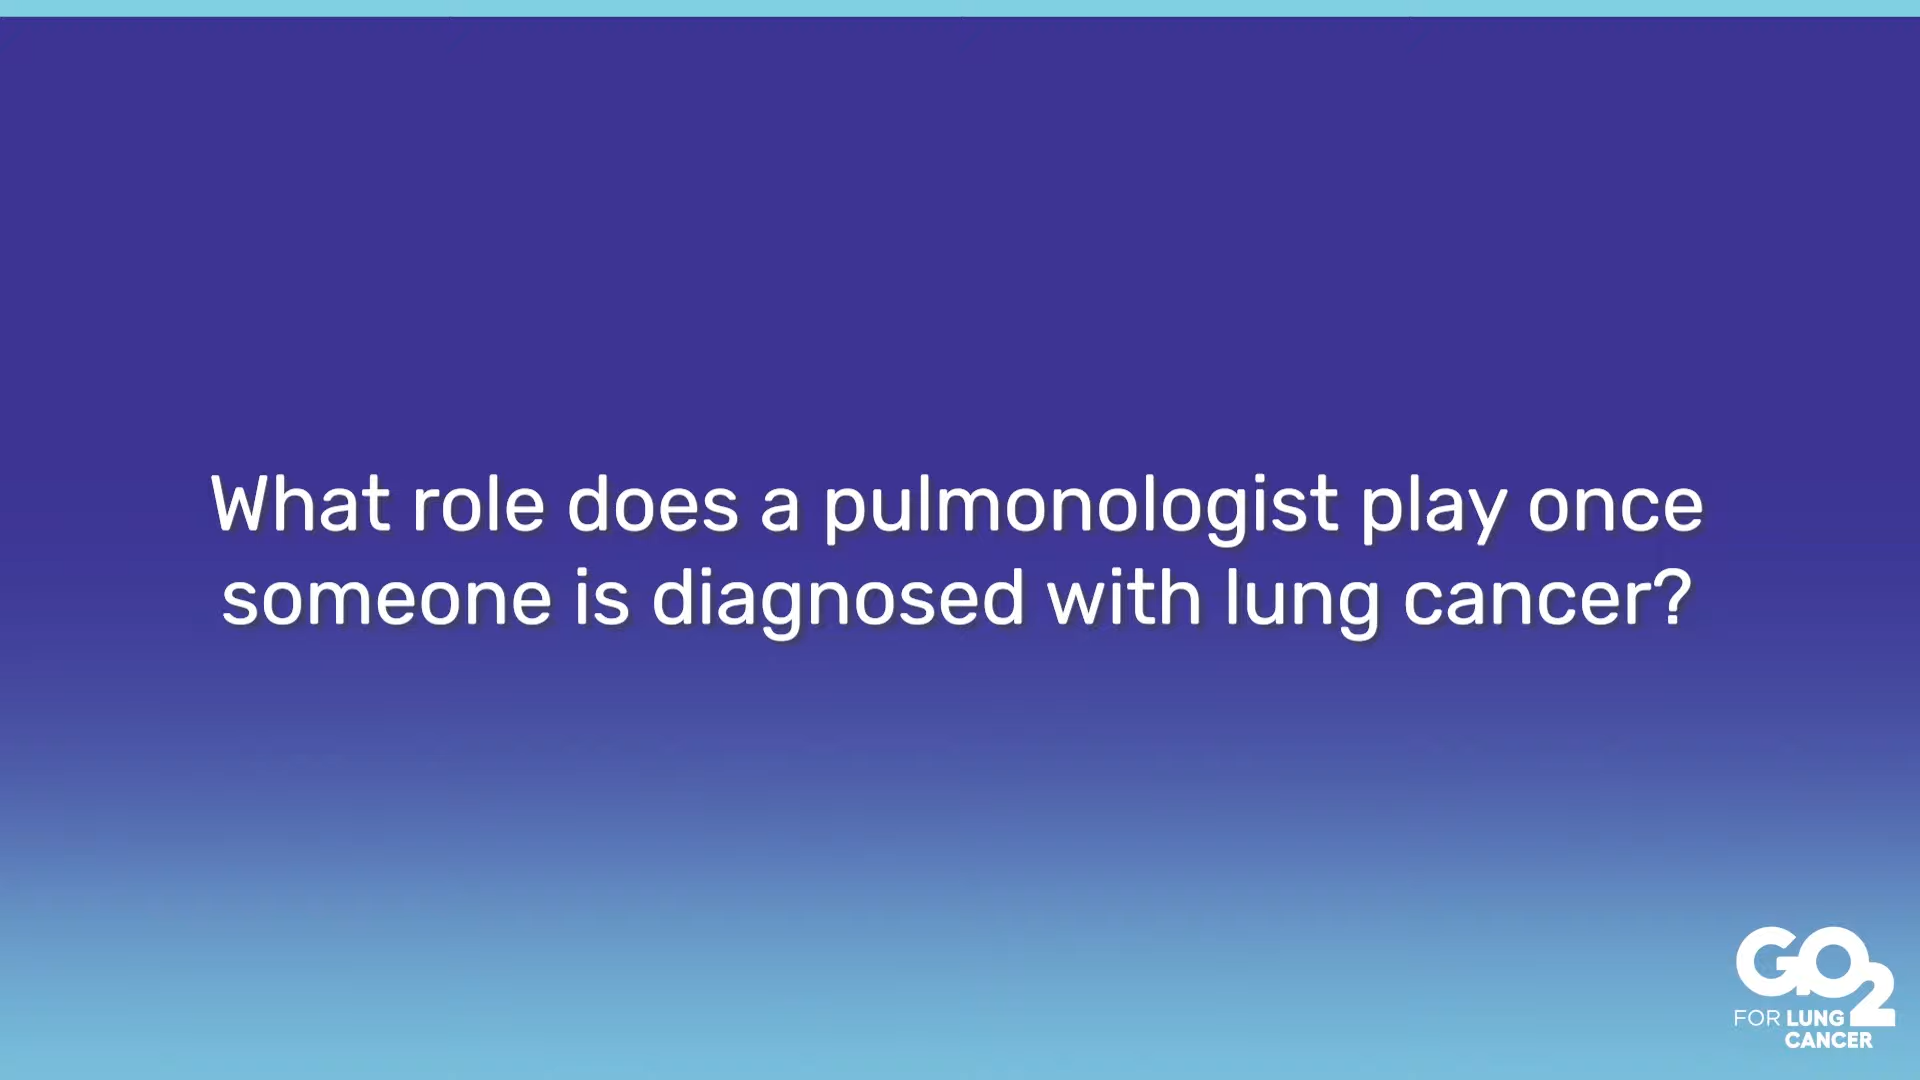 What role does a pulmonologist play once
someone is diagnosed with lung cancer?
GO2
FOR LUNG
CANCER